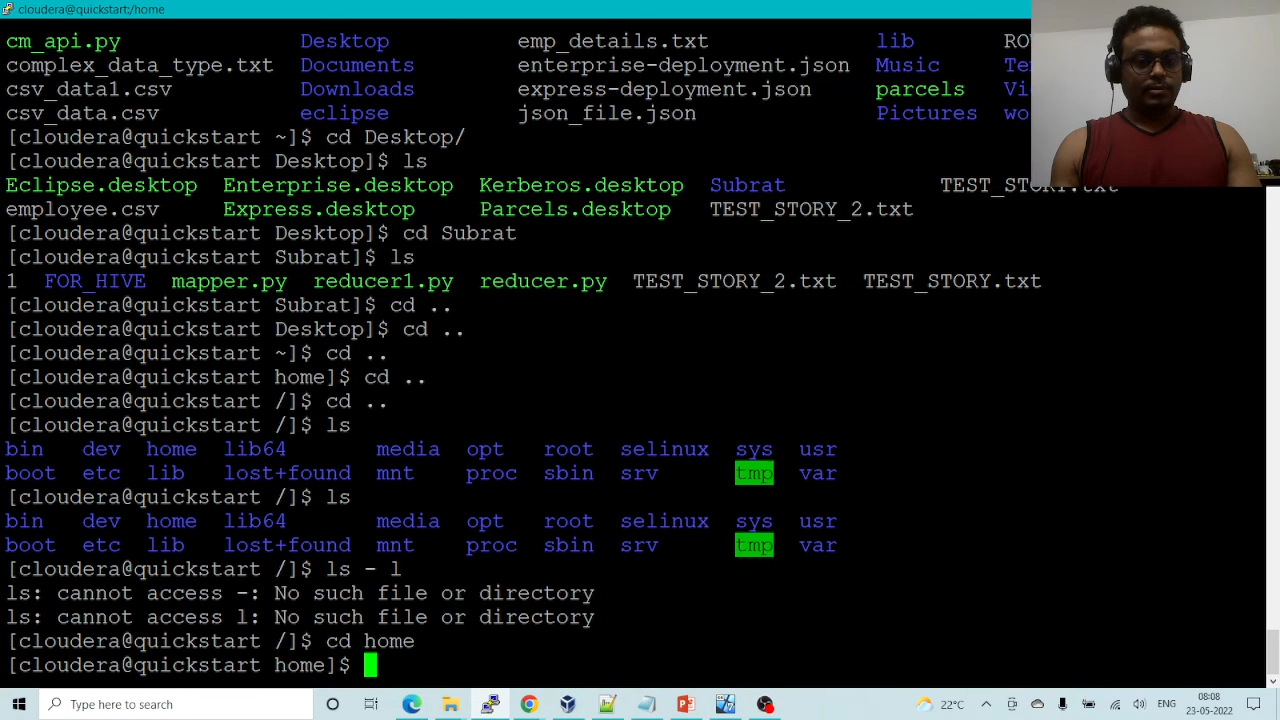 cloudera@quickstart:/home
cm_api.py Desktop emp_details.txt lib
complex_data_type.txt Documents enterprise-deployment.json Music
csv_data1.csv Downloads express-deployment.json parcels
csv_data.csv eclipse json_file.json Pictures
[cloudera@quickstart ~]$ cd Desktop/
[cloudera@quickstart Desktop]$ ls
Eclipse.desktop Enterprise.desktop Kerberos.desktop Subrat TEST_STORY.txt
employee.csv Express.desktop Parcels.desktop TEST_STORY_2.txt
[cloudera@quickstart Desktop]$ cd Subrat
[cloudera@quickstart Subrat]$ ls
1 FOR_HIVE mapper.py reducer1.py reducer.py TEST_STORY_2.txt TEST_STORY.txt
[cloudera@quickstart Subrat]$ cd ..
[cloudera@quickstart Desktop]$ cd ..
[cloudera@quickstart ~]$ cd ..
[cloudera@quickstart home]$ cd ..
[cloudera@quickstart /]$ cd ..
[cloudera@quickstart /]$ ls
bin dev home lib64 media opt root selinux sys usr
boot etc lib lost+found mnt proc sbin srv tmp var
[cloudera@quickstart /]$ ls
bin dev home lib64 media opt root selinux sys usr
boot etc lib lost+found mnt proc sbin srv tmp var
[cloudera@quickstart /]$ ls - l
ls: cannot access -: No such file or directory
ls: cannot access l: No such file or directory
[cloudera@quickstart /]$ cd home
[cloudera@quickstart home]$
Type here to search
22°C
ENG
08:08
23-05-2022